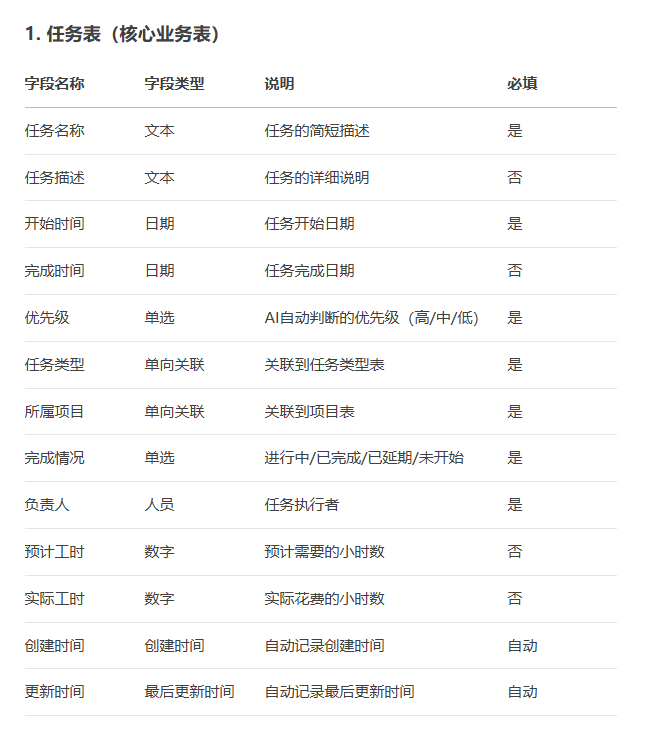 1. 任务表（核心业务表）
字段名称 字段类型 说明 必填
任务名称 文本 任务的简短描述 是
任务描述 文本 任务的详细说明 否
开始时间 日期 任务开始日期 是
完成时间 日期 任务完成日期 否
优先级 单选 AI自动判断的优先级（高/中/低） 是
任务类型 单向关联 关联到任务类型表 是
所属项目 单向关联 关联到项目表 是
完成情况 单选 进行中/已完成/已延期/未开始 是
负责人 人员 任务执行者 是
预计工时 数字 预计需要的小时数 否
实际工时 数字 实际花费的小时数 否
创建时间 创建时间 自动记录创建时间 自动
更新时间 最后更新时间 自动记录最后更新时间 自动